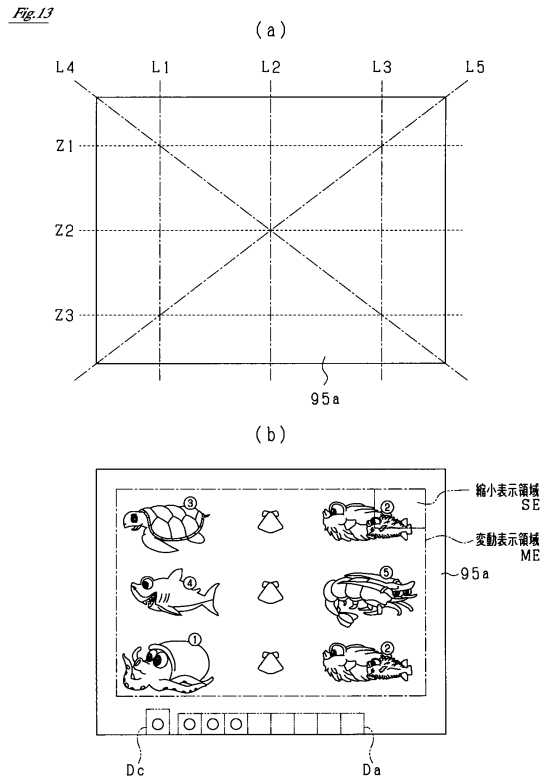 Fig.13
(a)
L4 L1 L2 L3 L5
Z1
Z2
Z3
95a
(b)
③ ②
縮小表示領域
SE
変動表示領域
ME
④ ⑤
95a
① ②
Dc Da